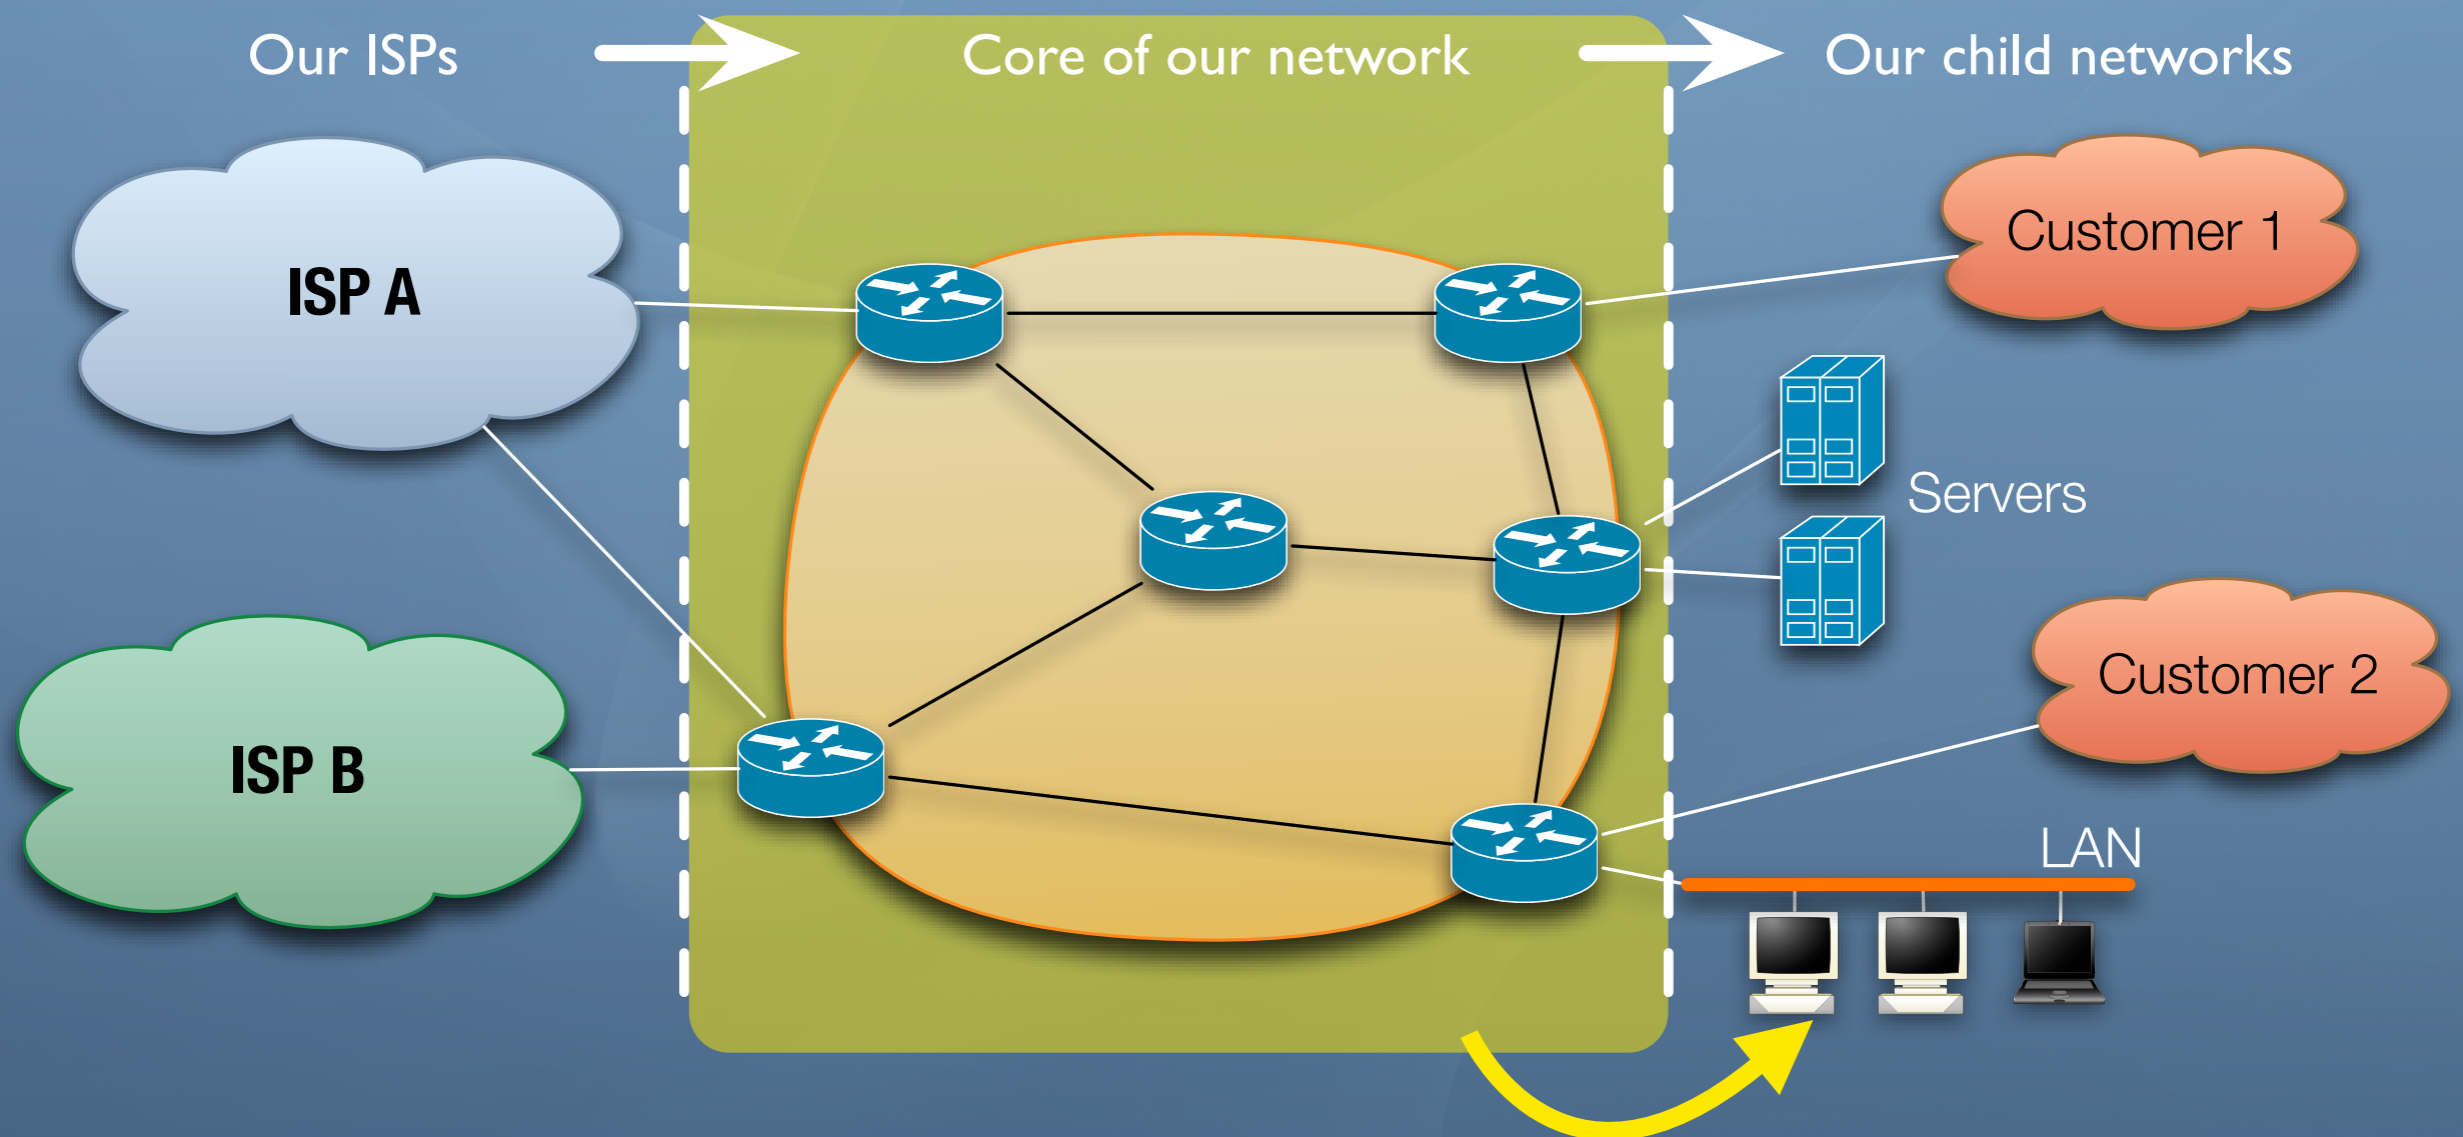 Our ISPs
Core of our network
Our child networks
ISP A
Customer 1
Servers
ISP B
Customer 2
LAN